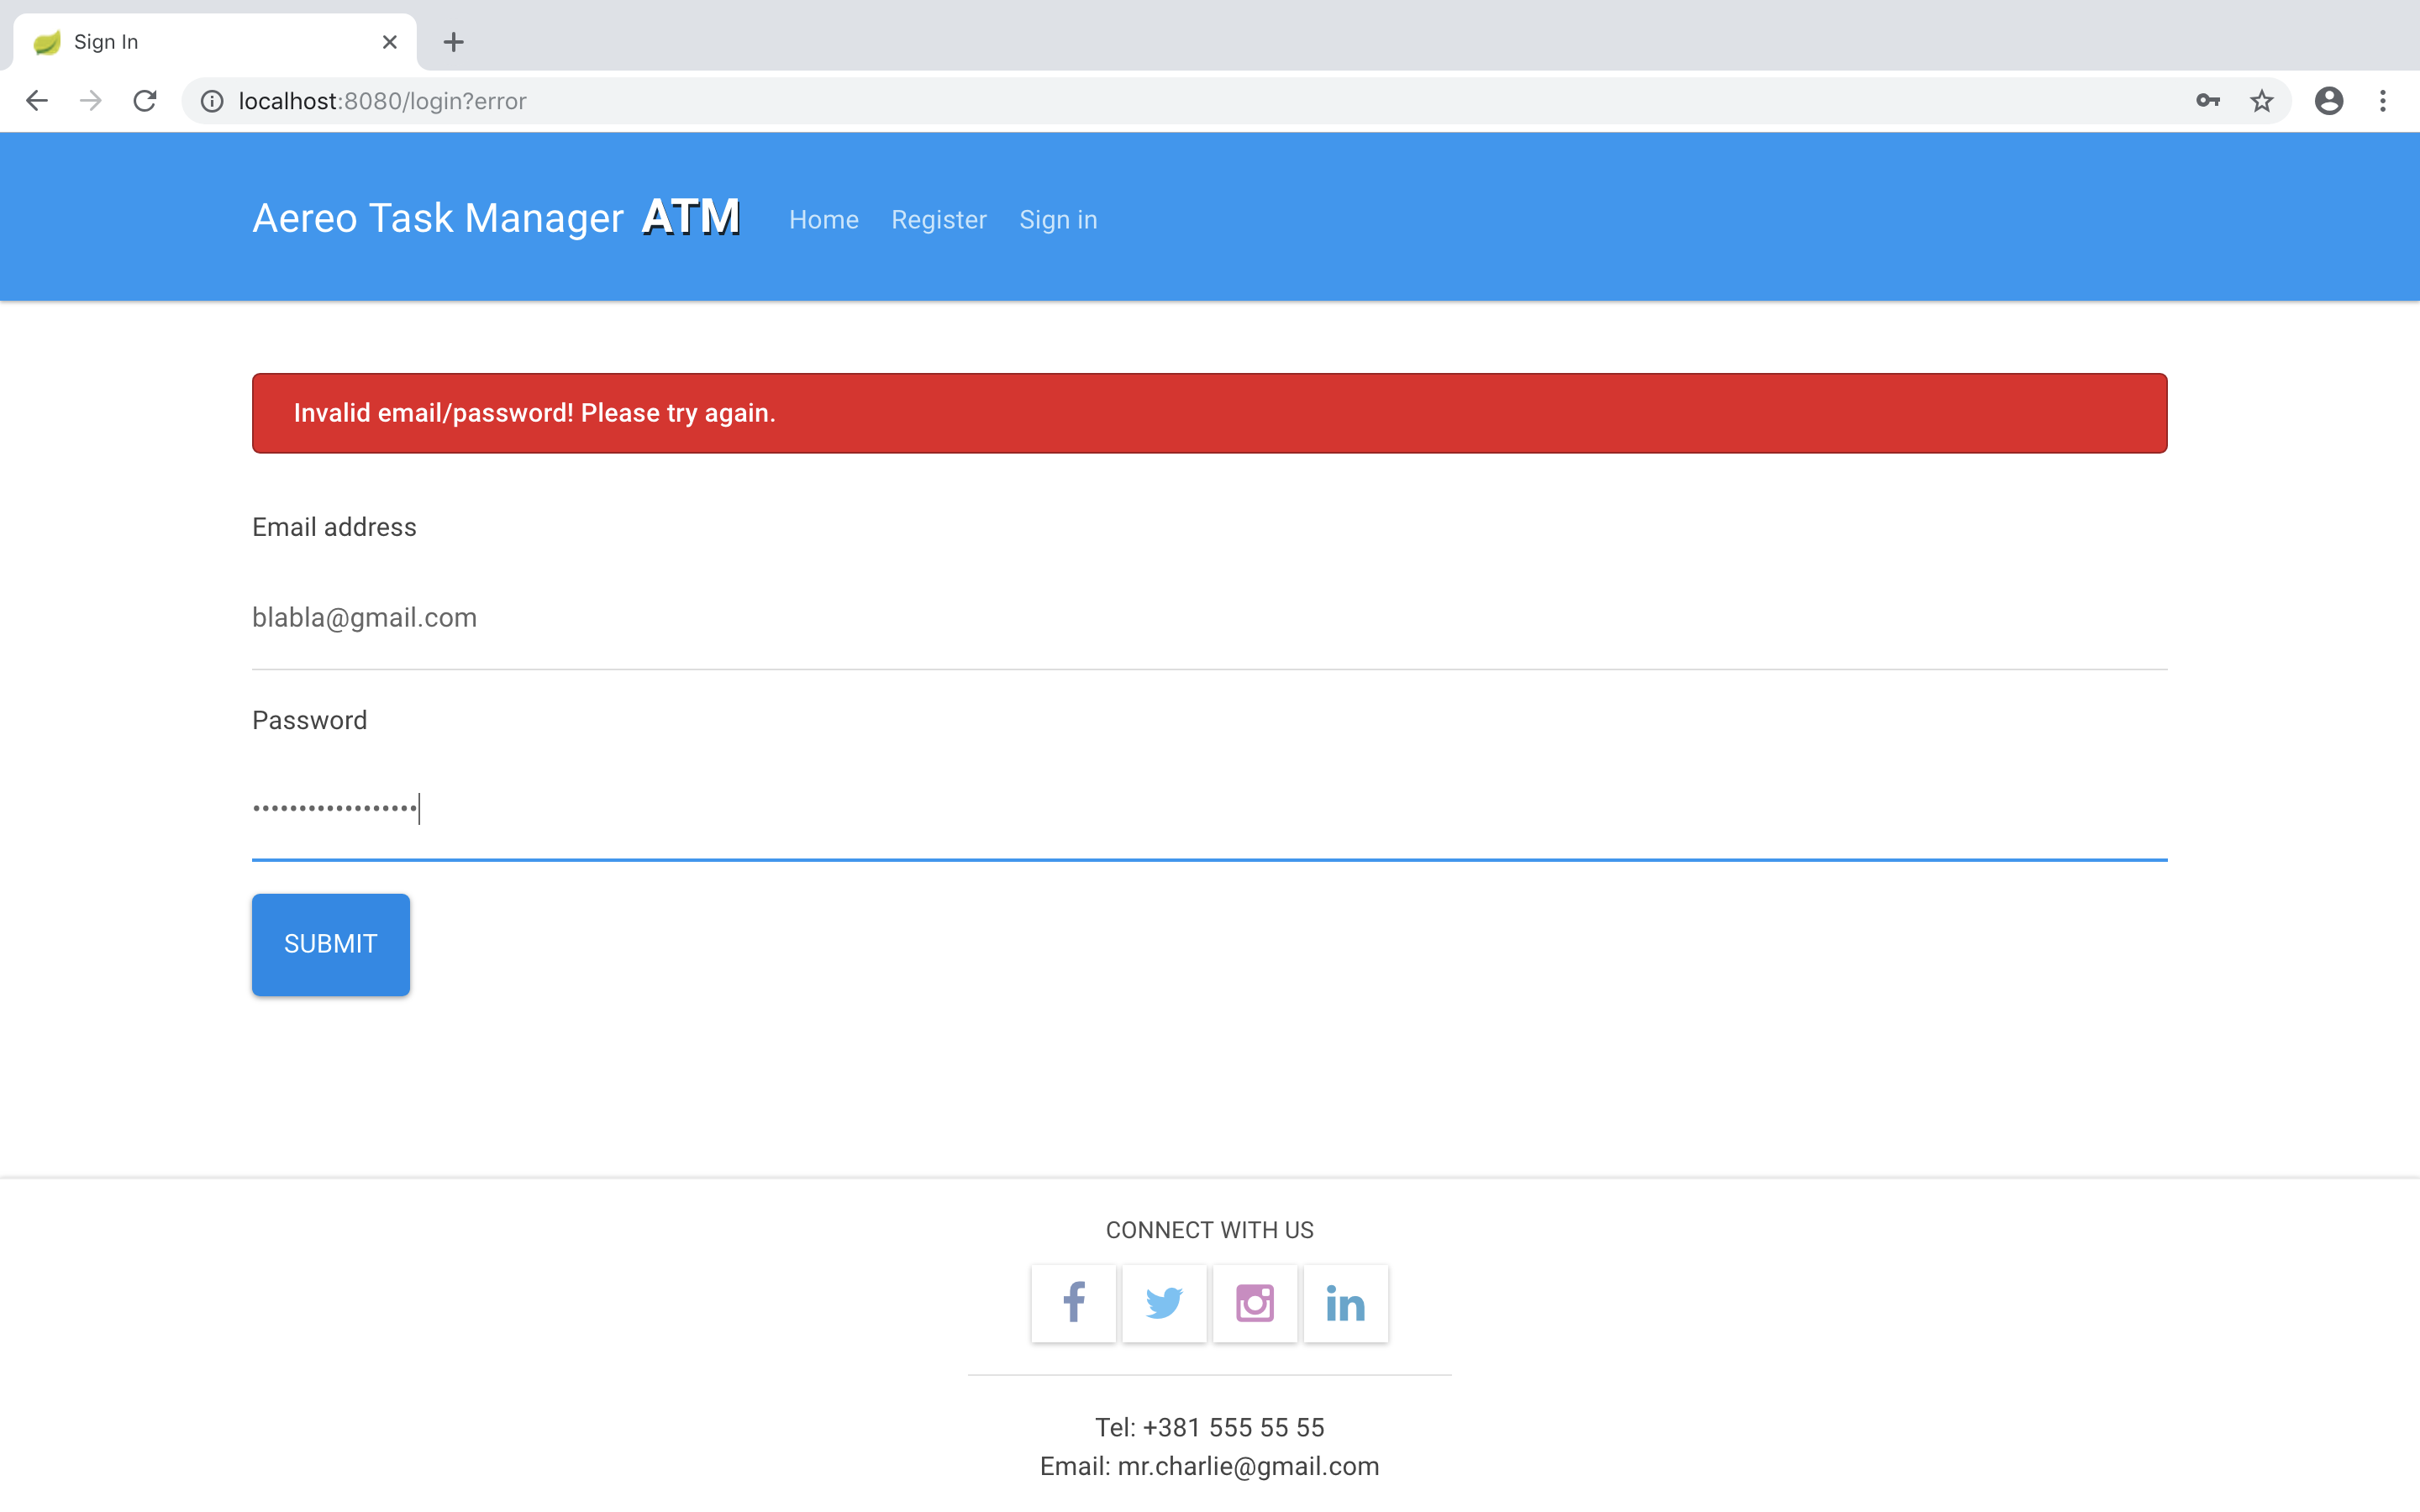 Sign In
localhost:8080/login?error
Aereo Task Manager ATM Home Register Sign in
Invalid email/password! Please try again.
Email address
blabla@gmail.com
Password
••••••••••••••••••
SUBMIT
CONNECT WITH US
Tel: +381 555 55 55
Email: mr.charlie@gmail.com